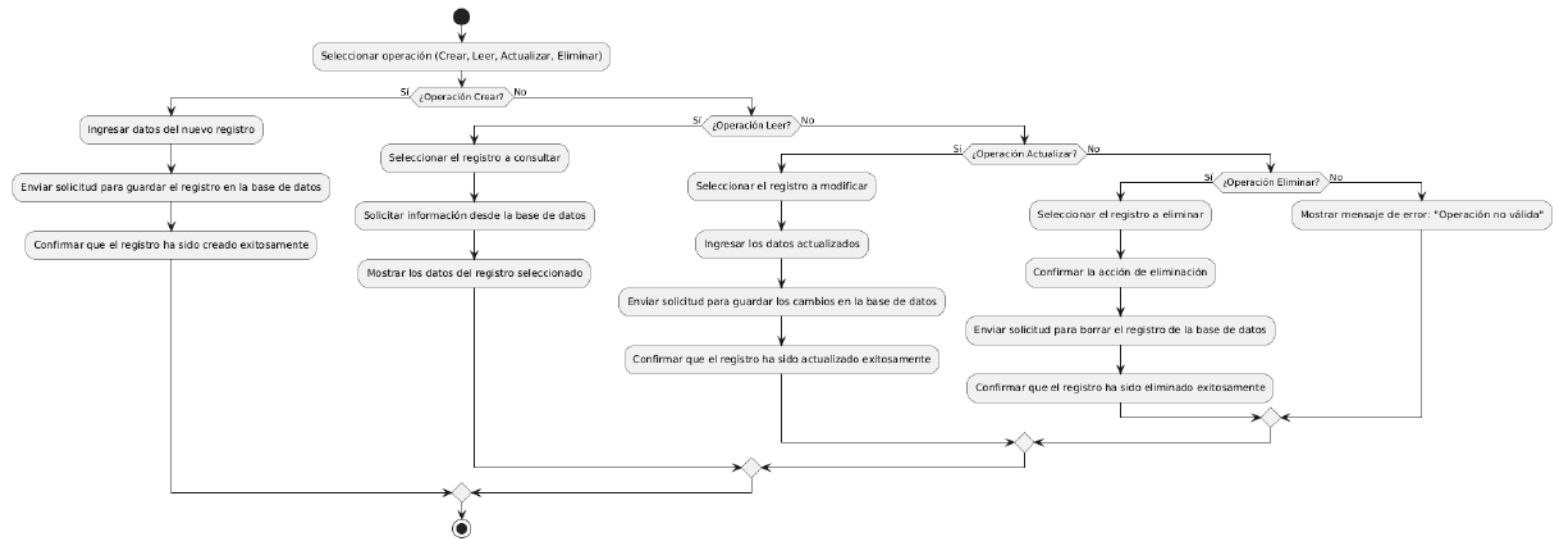 Seleccionar operación (Crear, Leer, Actualizar, Eliminar)
Sí
¿Operación Crear?
No
Ingresar datos del nuevo registro
Enviar solicitud para guardar el registro en la base de datos
Confirmar que el registro ha sido creado exitosamente
Sí
¿Operación Leer?
No
Seleccionar el registro a consultar
Solicitar información desde la base de datos
Mostrar los datos del registro seleccionado
Sí
¿Operación Actualizar?
No
Seleccionar el registro a modificar
Ingresar los datos actualizados
Enviar solicitud para guardar los cambios en la base de datos
Confirmar que el registro ha sido actualizado exitosamente
Sí
¿Operación Eliminar?
No
Seleccionar el registro a eliminar
Confirmar la acción de eliminación
Enviar solicitud para borrar el registro de la base de datos
Confirmar que el registro ha sido eliminado exitosamente
Mostrar mensaje de error: "Operación no válida"